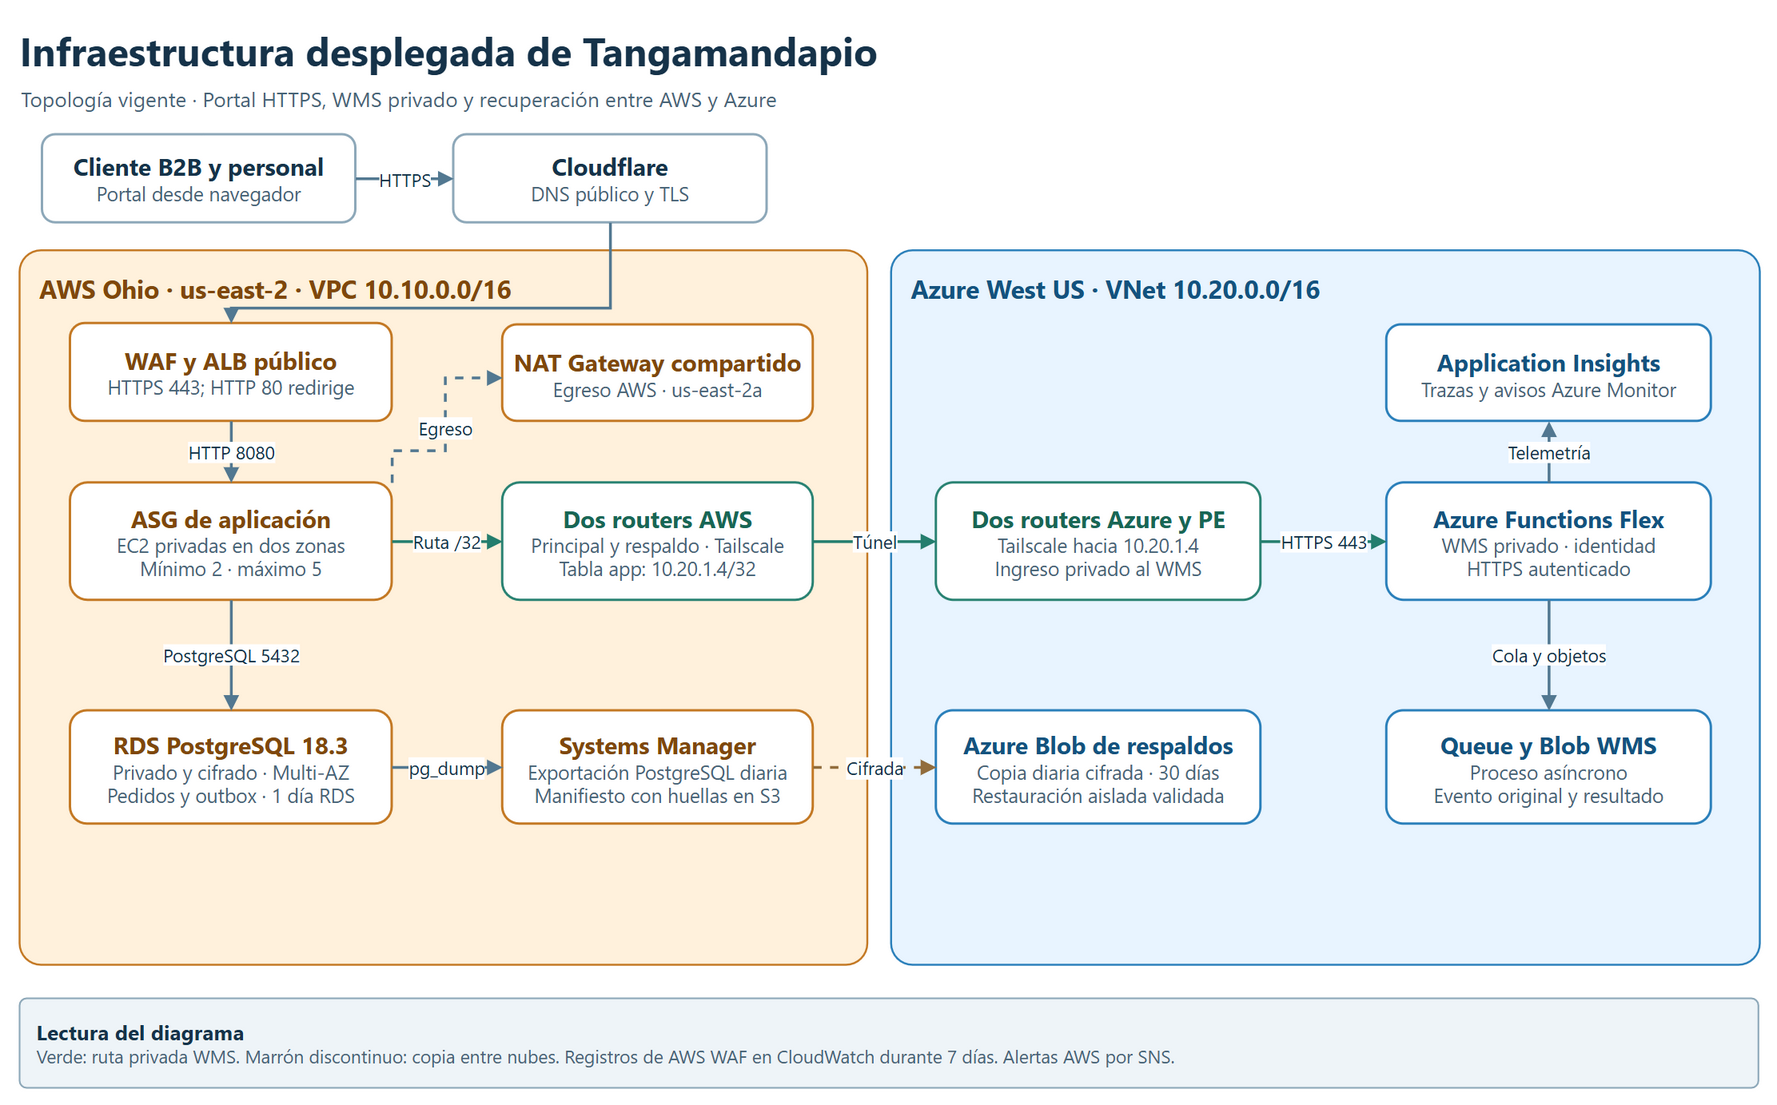 Infraestructura desplegada de Tangamandapio
Topología vigente · Portal HTTPS, WMS privado y recuperación entre AWS y Azure
Cliente B2B y personal
Portal desde navegador
HTTPS
Cloudflare
DNS público y TLS
AWS Ohio · us-east-2 · VPC 10.10.0.0/16
WAF y ALB público
HTTPS 443; HTTP 80 redirige
NAT Gateway compartido
Egreso AWS · us-east-2a
Egreso
HTTP 8080
ASG de aplicación
EC2 privadas en dos zonas
Mínimo 2 · máximo 5
Ruta /32
Dos routers AWS
Principal y respaldo · Tailscale
Tabla app: 10.20.1.4/32
Túnel
PostgreSQL 5432
RDS PostgreSQL 18.3
Privado y cifrado · Multi-AZ
Pedidos y outbox · 1 día RDS
pg_dump
Systems Manager
Exportación PostgreSQL diaria
Manifiesto con huellas en S3
Cifrada
Azure West US · VNet 10.20.0.0/16
Application Insights
Trazas y avisos Azure Monitor
Telemetría
Dos routers Azure y PE
Tailscale hacia 10.20.1.4
Ingreso privado al WMS
HTTPS 443
Azure Functions Flex
WMS privado · identidad
HTTPS autenticado
Cola y objetos
Azure Blob de respaldos
Copia diaria cifrada · 30 días
Restauración aislada validada
Queue y Blob WMS
Proceso asíncrono
Evento original y resultado
Lectura del diagrama
Verde: ruta privada WMS. Marrón discontinuo: copia entre nubes. Registros de AWS WAF en CloudWatch durante 7 días. Alertas AWS por SNS.